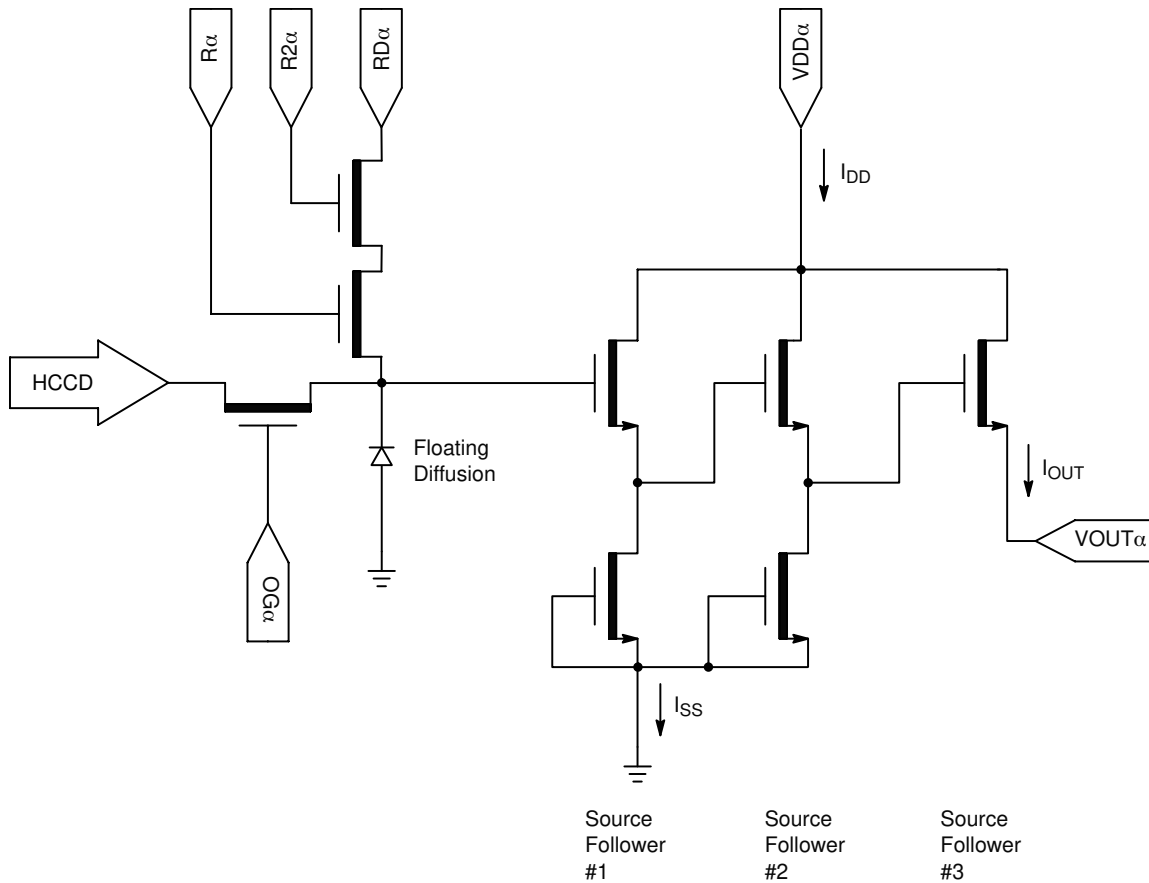 Rα
R2α
RDα
VDDα
IDD
HCCD
Floating
Diffusion
IOUT
VOUTα
OGα
ISS
Source
Follower
#1
Source
Follower
#2
Source
Follower
#3